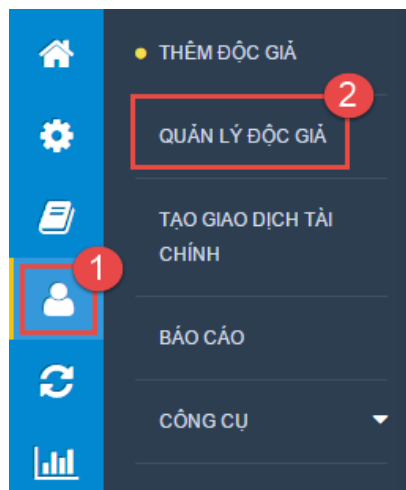 THÊM ĐỘC GIẢ
2
QUẢN LÝ ĐỘC GIẢ
TẠO GIAO DỊCH TÀI
CHÍNH
1
BÁO CÁO
CÔNG CỤ